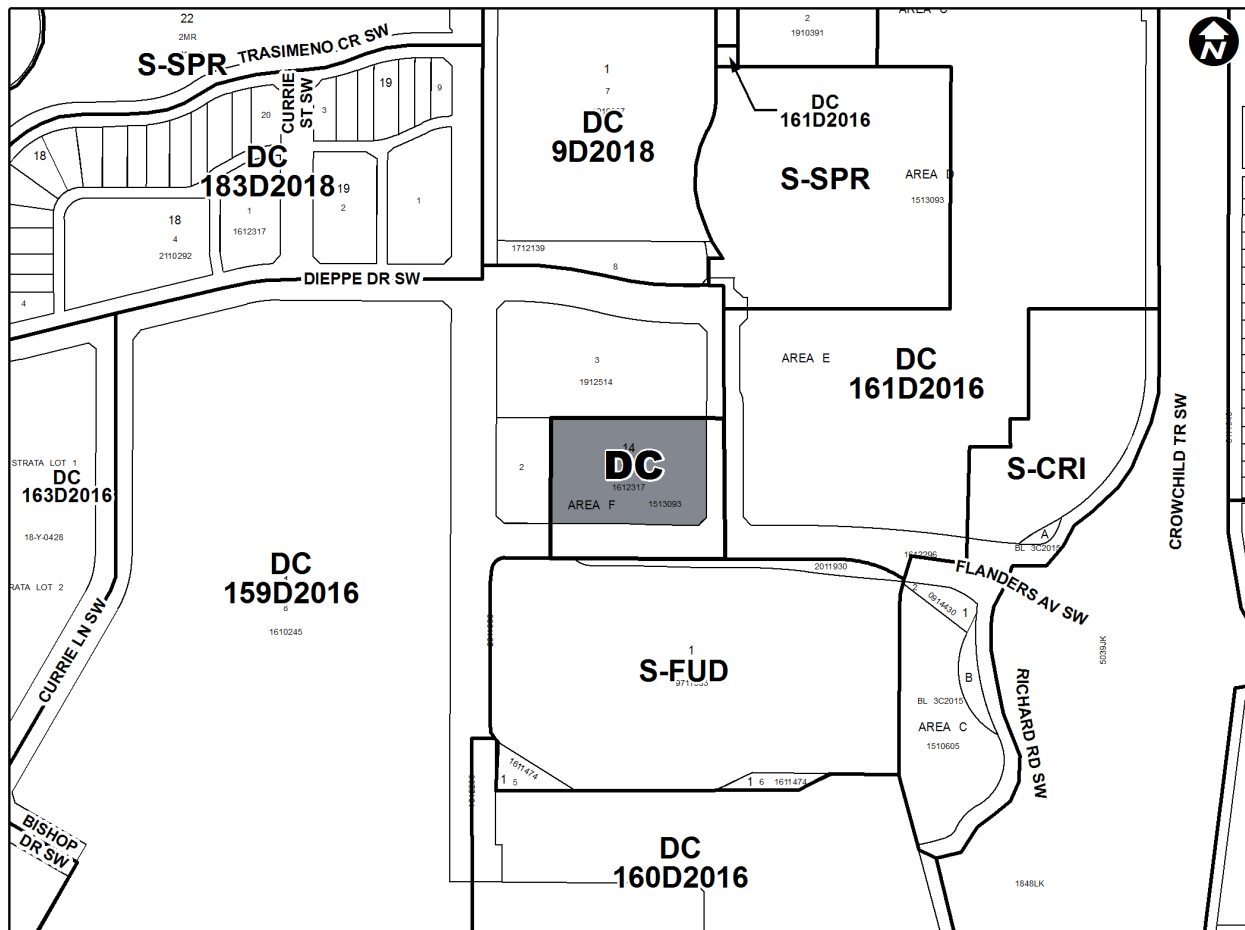 22
2MR
TRASIMENO CR SW
S-SPR
CURRIE
ST SW
20
3
19
9
18
DC
183D2018
19
2
1
1
1612317
18
4
2110292
4
DIEPPE DR SW
1
7
DC
9D2018
1712139
8
2
1910391
DC
161D2016
S-SPR
AREA D
1513093
N
AREA E
DC
161D2016
3
1912514
14
DC
1612317
AREA F
1513093
2
S-CRI
CROWCHILD TR SW
A
BL 3C2015
1612296
FLANDERS AV SW
STRATA LOT 1
DC
163D2016
18-Y-0428
RATA LOT 2
CURRIE LN SW
DC
159D2016
8
1610245
2011930
2
0914430
1
1
S-FUD
B
BL 3C2015
AREA C
1510605
RICHARD RD SW
5039JK
1611474
1
5
1
6
1611474
BISHOP
DR SW
DC
160D2016
1848LK